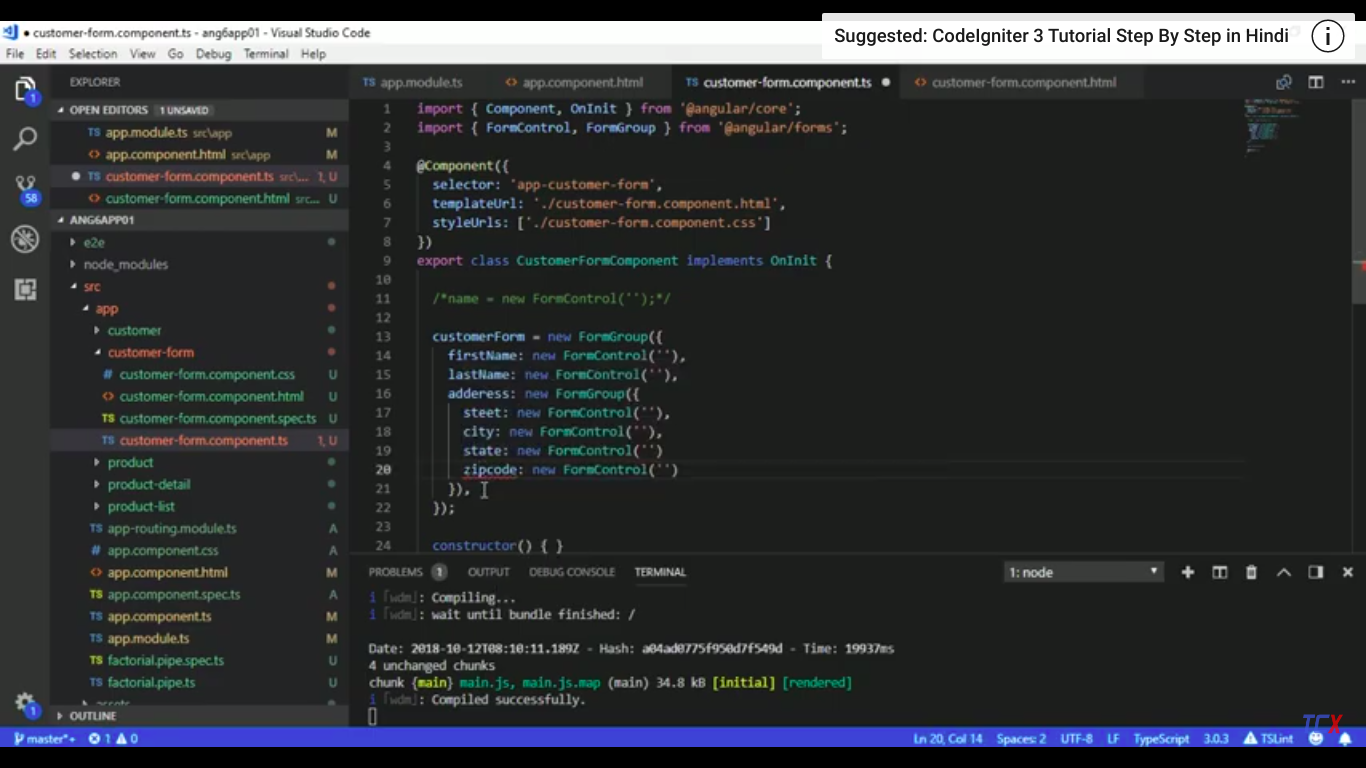 customer-form.component.ts - ang6app01 - Visual Studio Code
Suggested: CodeIgniter 3 Tutorial Step By Step in Hindi
File Edit Selection View Go Debug Terminal Help
EXPLORER
OPEN EDITORS 1 UNSAVED
TS app.module.ts src\app M
<> app.component.html src\app M
TS customer-form.component.ts src\... 1, U
<> customer-form.component.html src... U
ANG6APP01
e2e
node_modules
src
app
customer
customer-form
# customer-form.component.css U
<> customer-form.component.html U
TS customer-form.component.spec.ts U
TS customer-form.component.ts 1, U
product
product-detail
product-list
TS app-routing.module.ts A
# app.component.css A
<> app.component.html M
TS app.component.spec.ts A
TS app.component.ts M
TS app.module.ts M
TS factorial.pipe.spec.ts U
TS factorial.pipe.ts U
assets
OUTLINE
1
58
1
TS app.module.ts <> app.component.html TS customer-form.component.ts <> customer-form.component.html
1 import { Component, OnInit } from '@angular/core';
2 import { FormControl, FormGroup } from '@angular/forms';
3
4 @Component({
5 selector: 'app-customer-form',
6 templateUrl: './customer-form.component.html',
7 styleUrls: ['./customer-form.component.css']
8 })
9 export class CustomerFormComponent implements OnInit {
10
11 /*name = new FormControl('');*/
12
13 customerForm = new FormGroup({
14 firstName: new FormControl(''),
15 lastName: new FormControl(''),
16 adderess: new FormGroup({
17 steet: new FormControl(''),
18 city: new FormControl(''),
19 state: new FormControl('')
20 zipcode: new FormControl('')
21 }),
22 });
23
24 constructor() { }
PROBLEMS 1 OUTPUT DEBUG CONSOLE TERMINAL 1: node
i ｢wdm｣: Compiling...
i ｢wdm｣: wait until bundle finished: /
Date: 2018-10-12T08:10:11.189Z - Hash: a04ad0775f950d7f549d - Time: 19937ms
4 unchanged chunks
chunk {main} main.js, main.js.map (main) 34.8 kB [initial] [rendered]
i ｢wdm｣: Compiled successfully.
TCX
master*+ 1 0 Ln 20, Col 14 Spaces: 2 UTF-8 LF TypeScript 3.0.3 TSLint